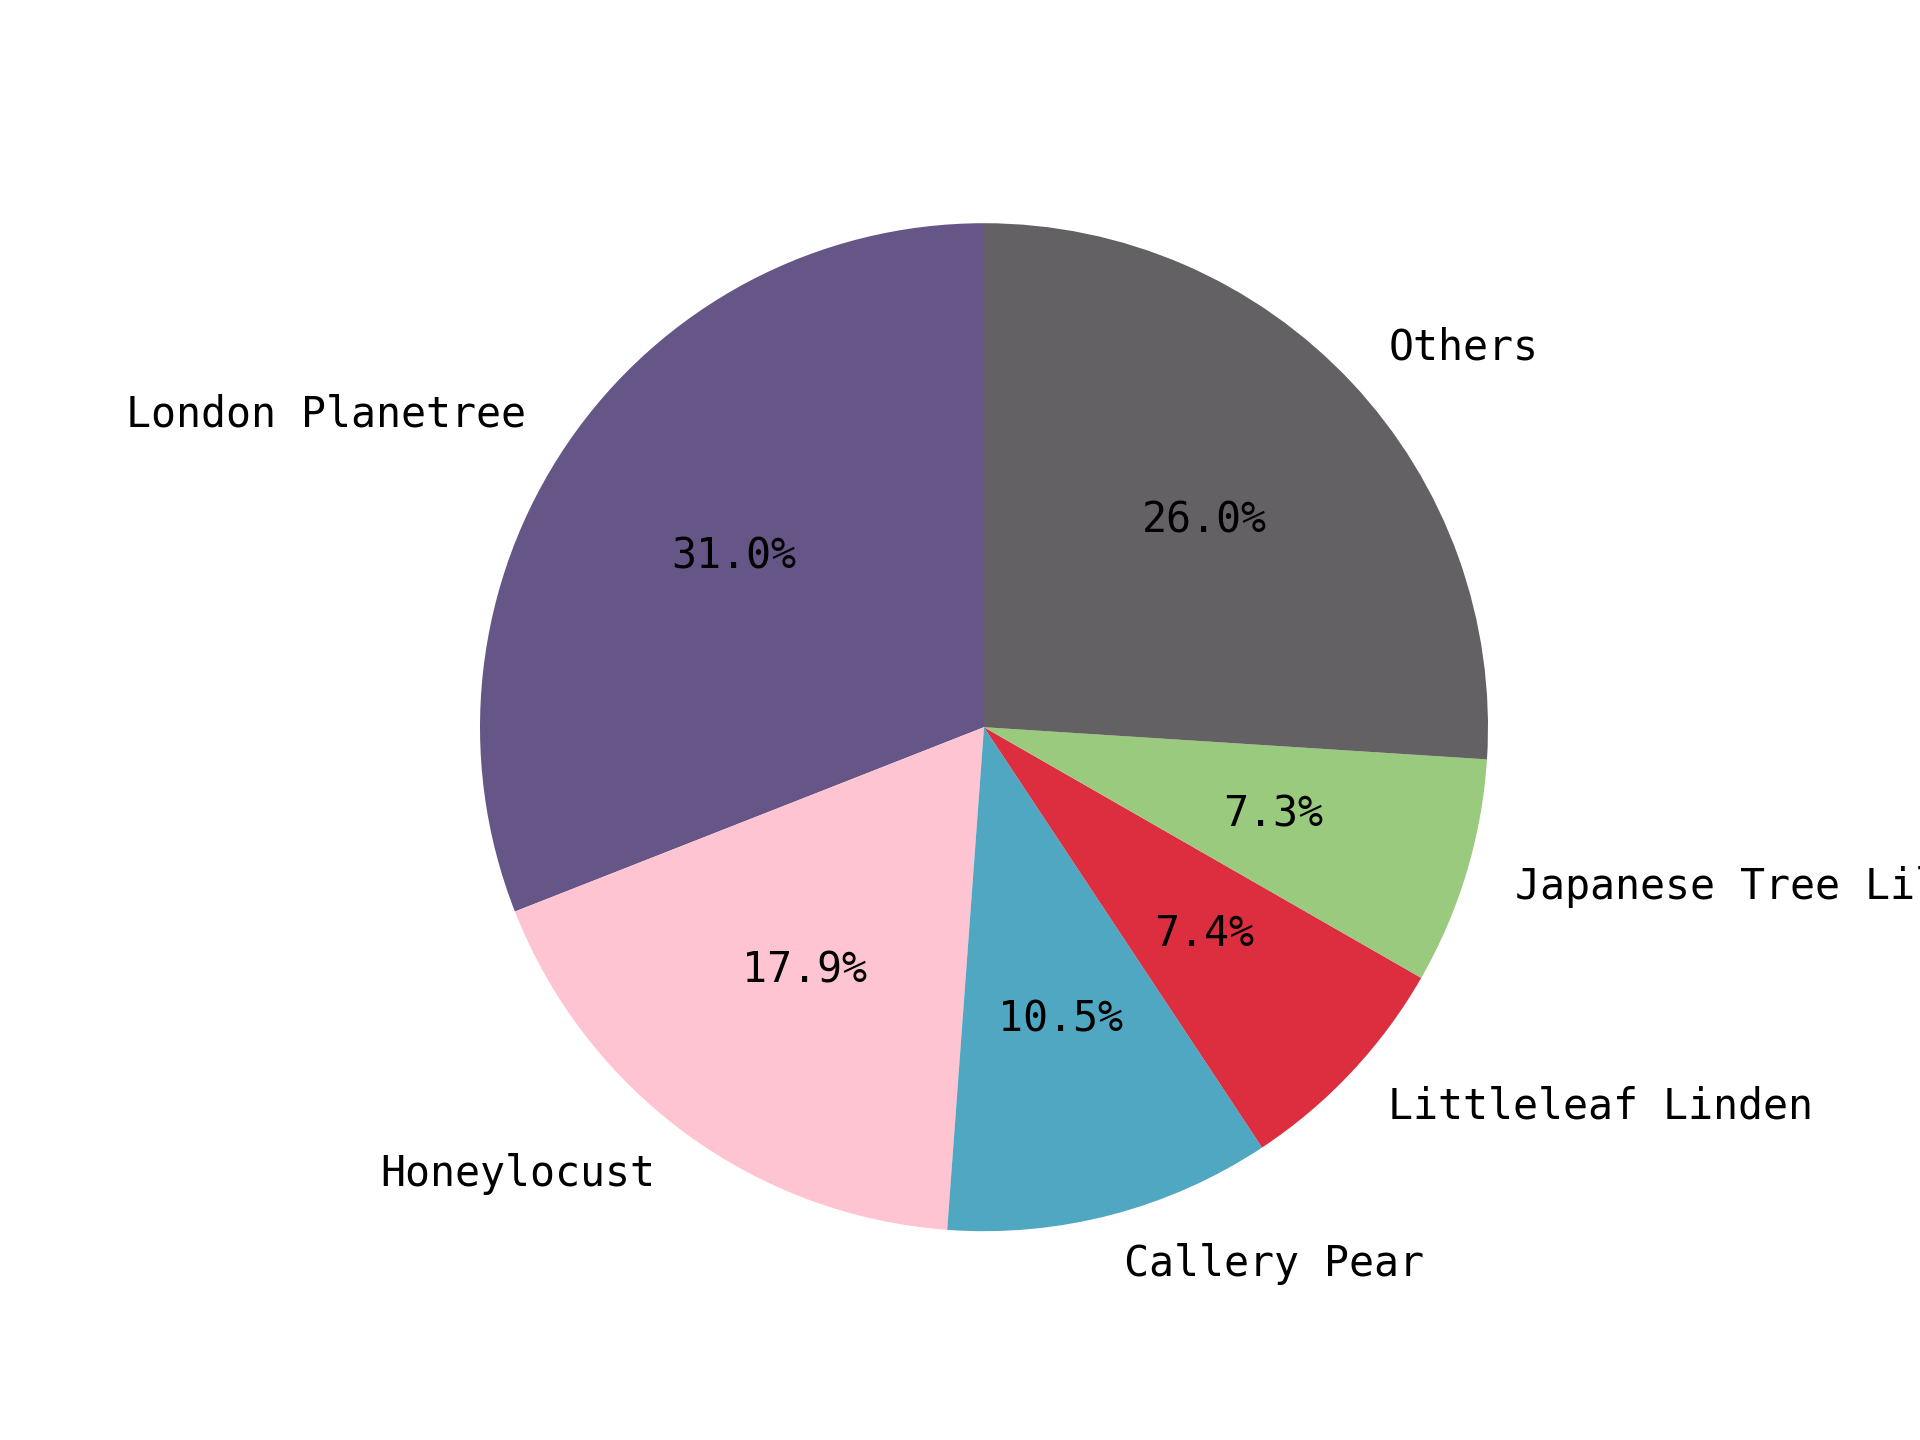 Others
London Planetree
26.0%
31.0%
7.3%
Japanese Tree
7.4%
17.9%
10.5%
Littleleaf Linden
Honeylocust
Callery Pear